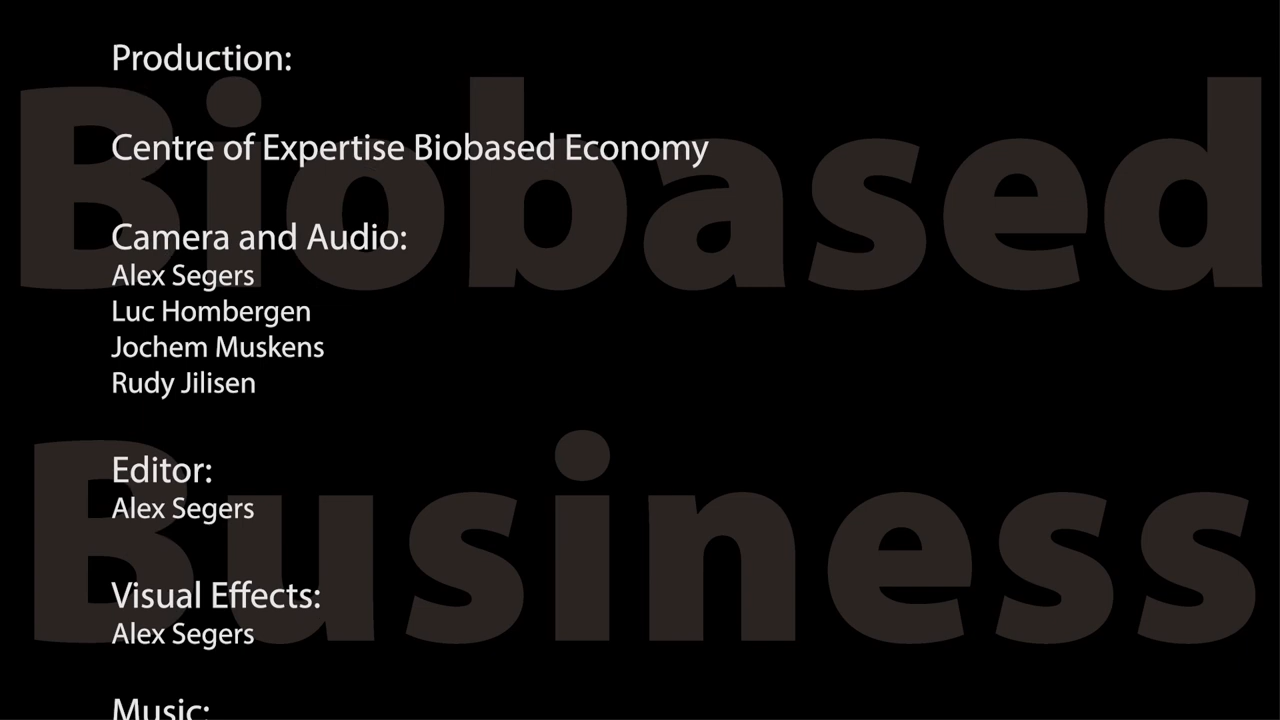 Production:
Biobased
Centre of Expertise Biobased Economy
Camera and Audio:
Alex Segers
Luc Hombergen
Jochem Muskens
Rudy Jilisen
Business
Editor:
Alex Segers
Visual Effects:
Alex Segers
Music: